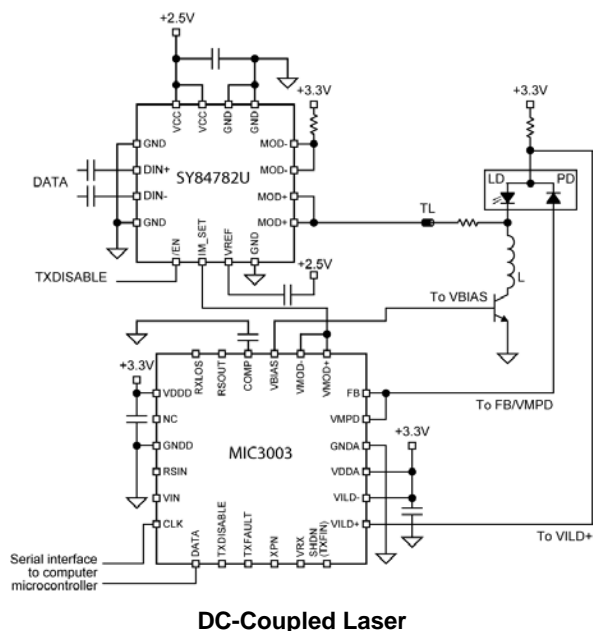 +2.5V
+3.3V
+3.3V
VCC
VCC
GND
GND
GND
MOD-
LD
PD
DIN+
MOD-
DATA
SY84782U
DIN-
MOD+
GND
MOD+
TL
/EN
IM_SET
VREF
GND
+2.5V
L
TXDISABLE
To VBIAS
+3.3V
RXLOS
RSOUT
COMP
VBIAS
VMOD-
VMOD+
VDDD
FB
To FB/VMPD
NC
VMPD
+3.3V
GNDD
MIC3003
GNDA
RSIN
VDDA
VIN
VILD-
CLK
VILD+
To VILD+
DATA
TXDISABLE
TXFAULT
XPN
VRX
SHDN
(TXFIN)
Serial interface
to computer
microcontroller
DC-Coupled Laser